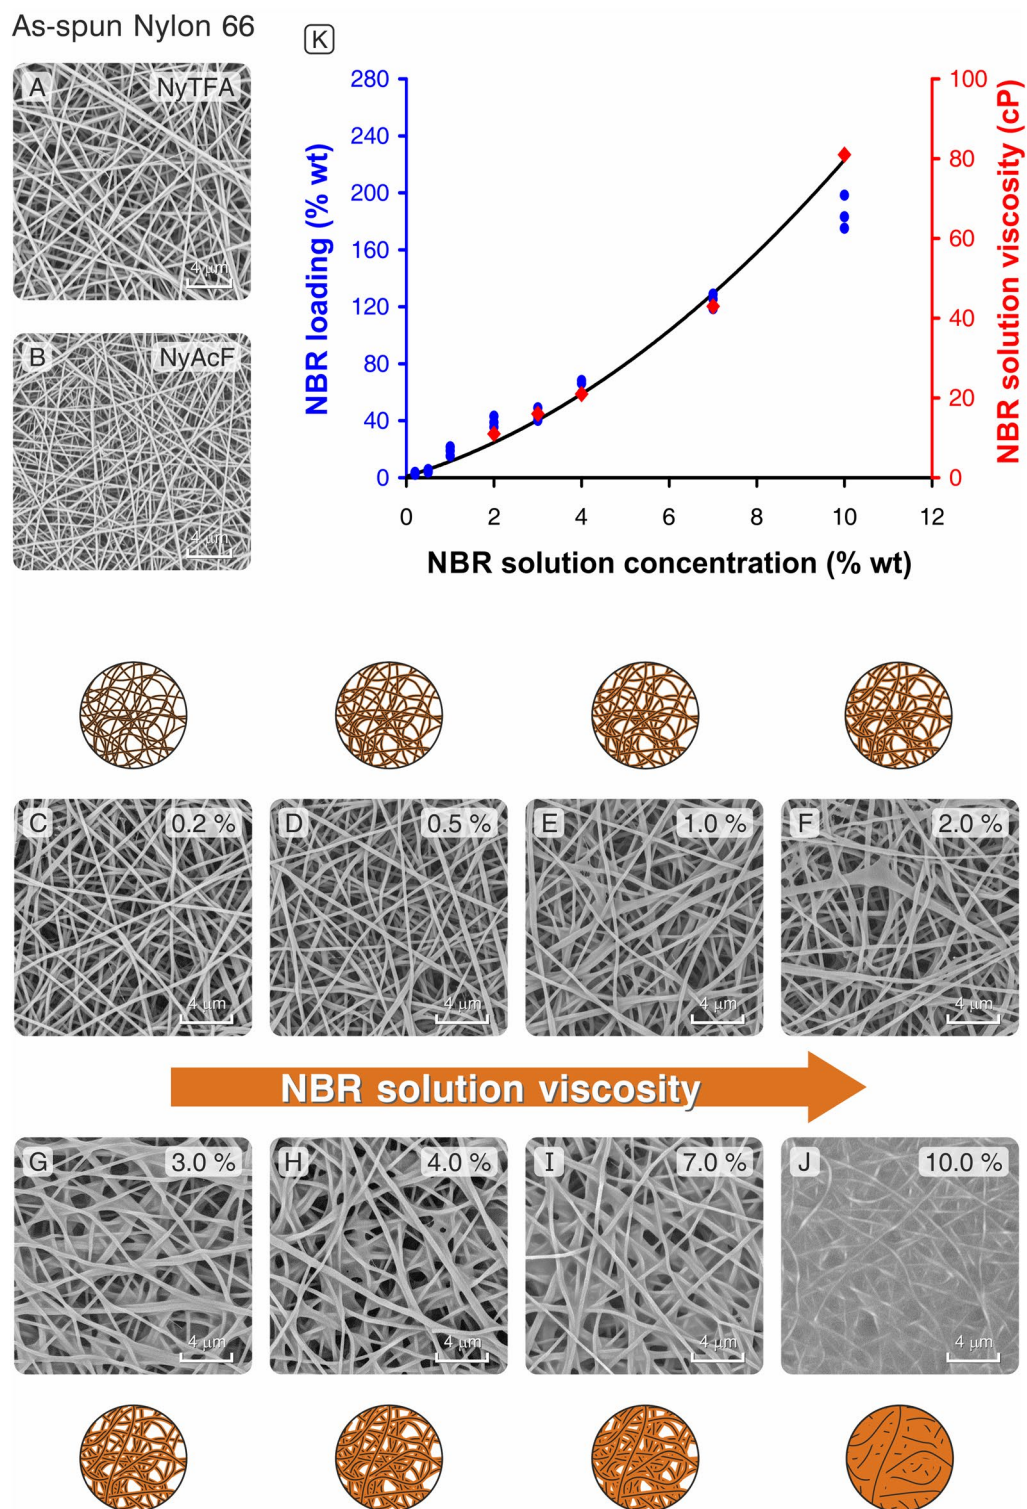 As-spun Nylon 66
A NyTFA
4 µm
B NyAcF
4 µm
K
280
240
200
160
120
80
40
0
NBR loading (% wt)
100
80
60
40
20
0
NBR solution viscosity (cP)
0 2 4 6 8 10 12
NBR solution concentration (% wt)
C 0.2 % D 0.5 % E 1.0 % F 2.0 %
4 µm 4 µm 4 µm 4 µm
NBR solution viscosity
G 3.0 % H 4.0 % I 7.0 % J 10.0 %
4 µm 4 µm 4 µm 4 µm